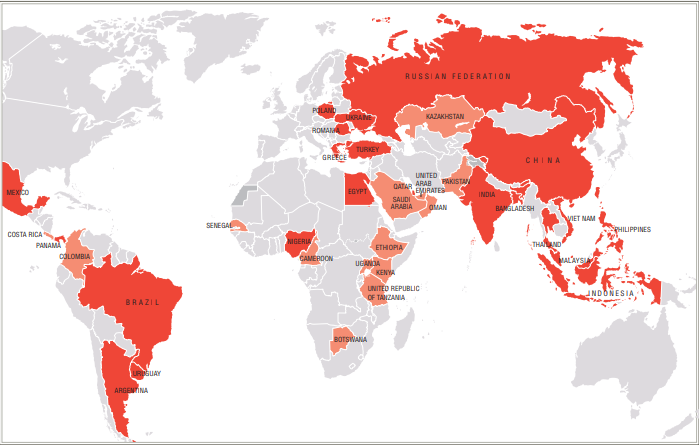 RUSSIAN FEDERATION
POLAND
UKRAINE
KAZAKHSTAN
ROMANIA
TURKEY
GREECE
CHINA
MEXICO
EGYPT
QATAR
UNITED
ARAB
EMIRATES
PAKISTAN
INDIA
SAUDI
ARABIA
OMAN
BANGLADESH
VIET NAM
SENEGAL
COSTA RICA
PANAMA
COLOMBIA
NIGERIA
CAMEROON
ETHIOPIA
UGANDA
KENYA
THAILAND
PHILIPPINES
MALAYSIA
UNITED REPUBLIC
OF TANZANIA
INDONESIA
BRAZIL
BOTSWANA
URUGUAY
ARGENTINA